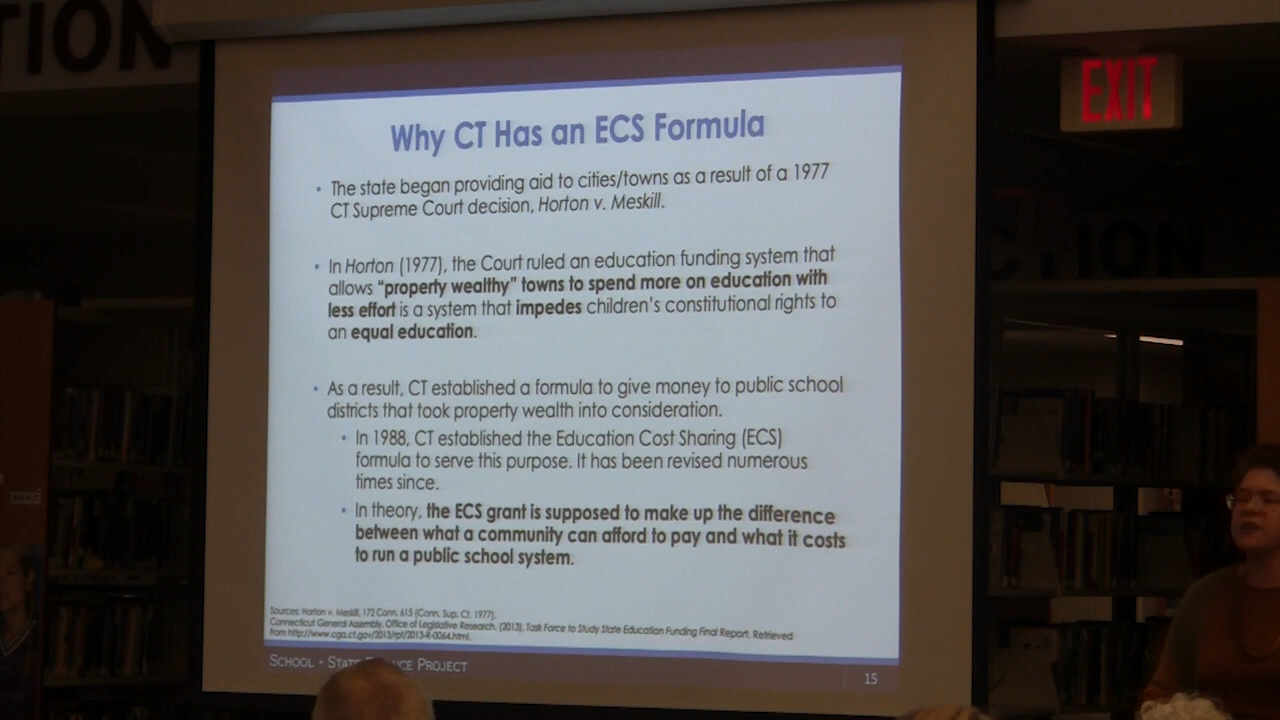 TION
EXIT
Why CT Has an ECS Formula
• The state began providing aid to cities/towns as a result of a 1977
CT Supreme Court decision, Horton v. Meskill.
• In Horton (1977), the Court ruled an education funding system that
allows "property wealthy" towns to spend more on education with
less effort is a system that impedes children's constitutional rights to
an equal education.
• As a result, CT established a formula to give money to public school
districts that took property wealth into consideration.
• In 1988, CT established the Education Cost Sharing (ECS)
formula to serve this purpose. It has been revised numerous
times since.
• In theory, the ECS grant is supposed to make up the difference
between what a community can afford to pay and what it costs
to run a public school system.
Sources: Horton v. Meskill, 172 Conn. 615 (Conn. Sup. Ct. 1977).
Connecticut General Assembly, Office of Legislative Research. (2013). Task Force to Study State Education Funding Final Report. Retrieved
from http://www.cga.ct.gov/2013/rpt/2013-R-0064.htm.
SCHOOL + STATE FINANCE PROJECT
15